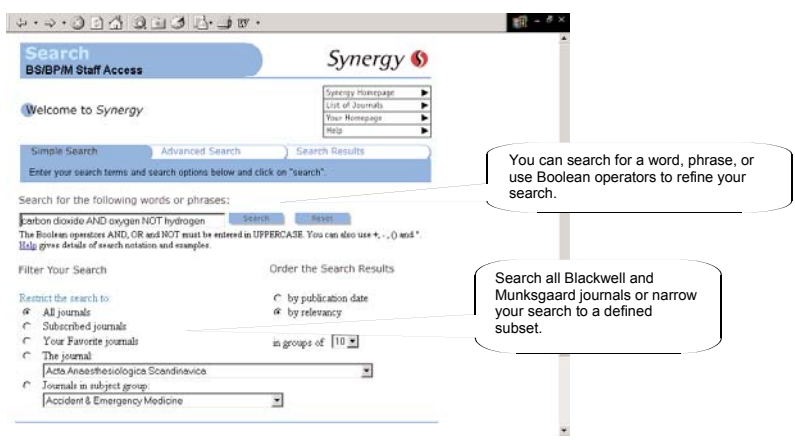 Search
BS/BP/M Staff Access
Synergy
Welcome to Synergy
Synergy Homepage
List of Journals
Your Homepage
Help
Simple Search
Advanced Search
Search Results
Enter your search terms and search options below and click on "search".
You can search for a word, phrase, or
use Boolean operators to refine your
search.
Search for the following words or phrases:
carbon dioxide AND oxygen NOT hydrogen
Search
Reset
The Boolean operators AND, OR and NOT must be entered in UPPERCASE. You can also use +, - , () and *.
Help gives details of search notation and examples.
Filter Your Search
Order the Search Results
Search all Blackwell and
Munksgaard journals or narrow
your search to a defined
subset.
Restrict the search to:
All journals
Subscribed journals
Your Favorite journals
The journal:
Acta Anaesthesiologica Scandinavica
Journals in subject group:
Accident & Emergency Medicine
by publication date
by relevancy
in groups of 10